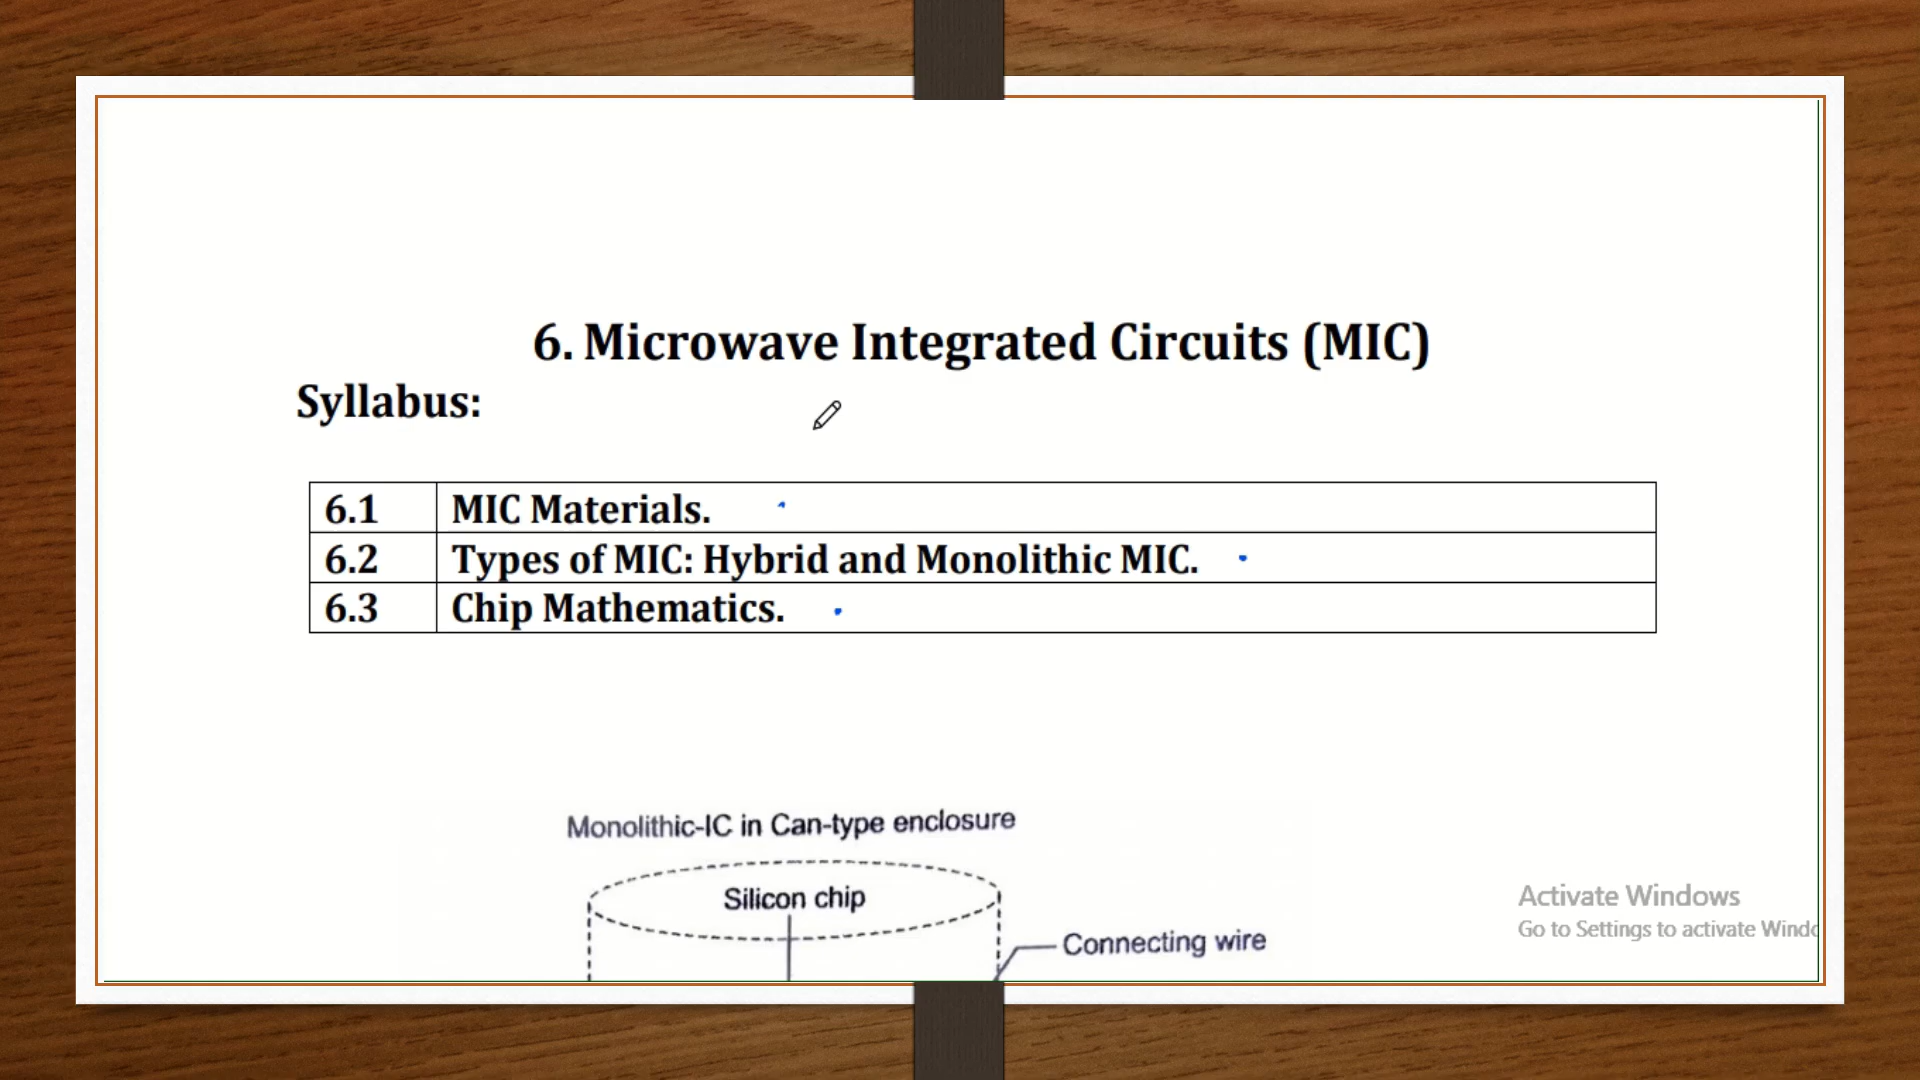 6. Microwave Integrated Circuits (MIC)
Syllabus:
6.1 MIC Materials.
6.2 Types of MIC: Hybrid and Monolithic MIC.
6.3 Chip Mathematics.
Monolithic-IC in Can-type enclosure
Silicon chip
Connecting wire
Activate Windows
Go to Settings to activate Windo